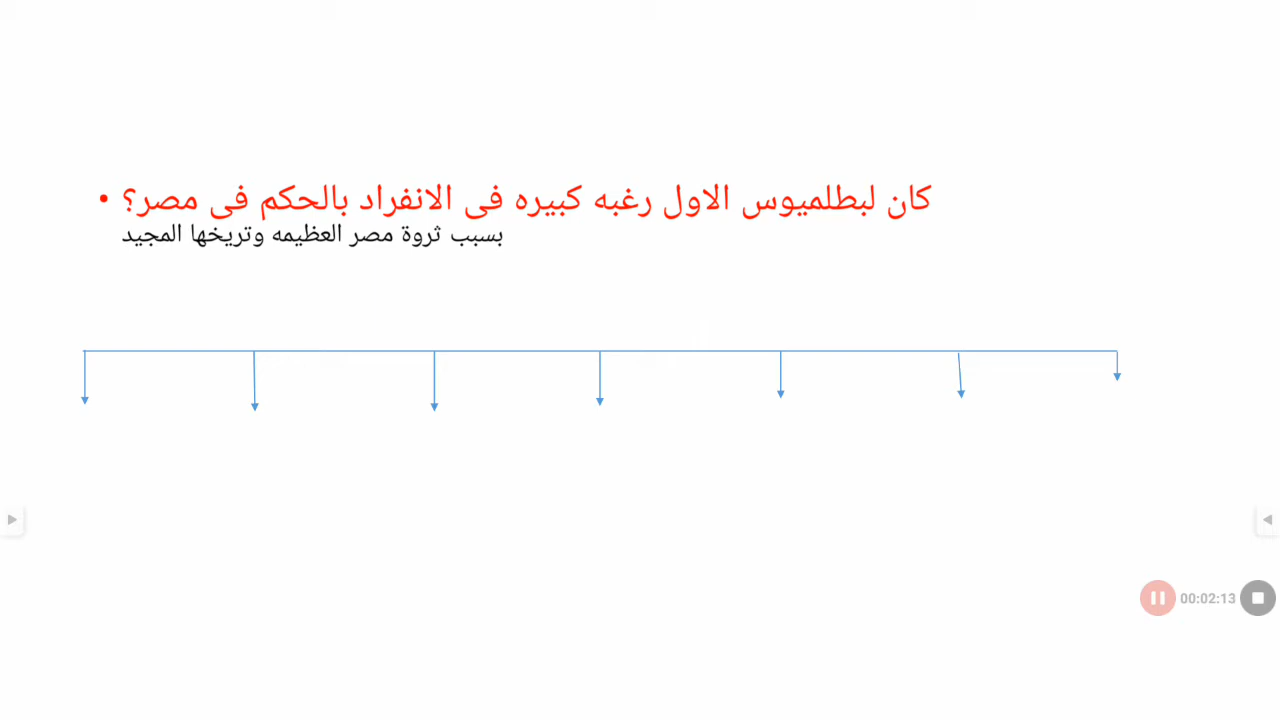 • كان لبطلميوس الاول رغبه كبيره فى الانفراد بالحكم فى مصر؟
بسبب ثروة مصر العظيمه وتريخها المجيد
00:02:13